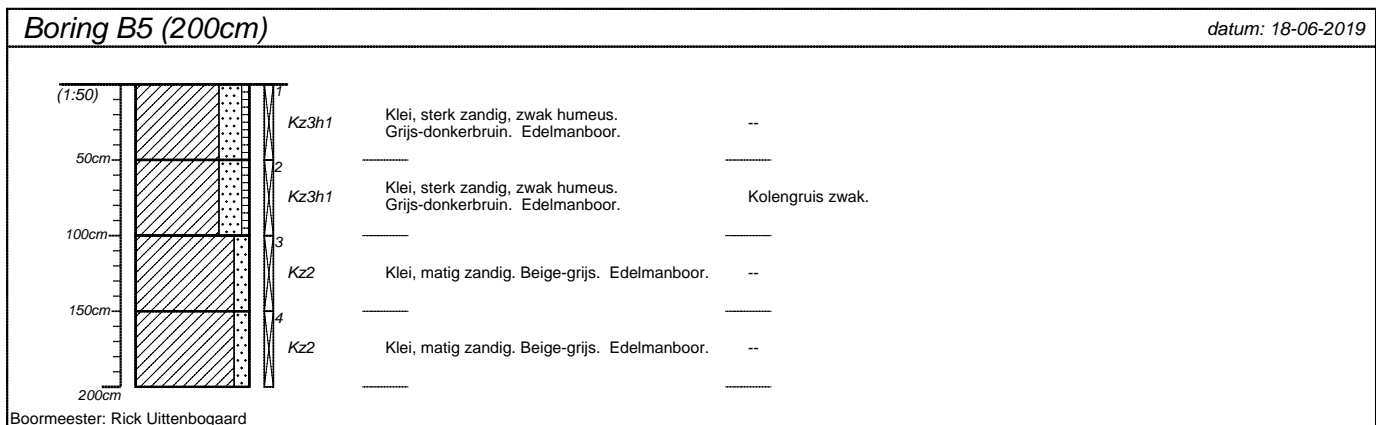 Boring B5 (200cm)
datum: 18-06-2019
(1:50)
1
Kz3h1
Klei, sterk zandig, zwak humeus.
Grijs-donkerbruin. Edelmanboor.
--
50cm
2
Kz3h1
Klei, sterk zandig, zwak humeus.
Grijs-donkerbruin. Edelmanboor.
Kolengruis zwak.
100cm
3
Kz2
Klei, matig zandig. Beige-grijs. Edelmanboor.
--
150cm
4
Kz2
Klei, matig zandig. Beige-grijs. Edelmanboor.
--
200cm
Boormeester: Rick Uittenbogaard